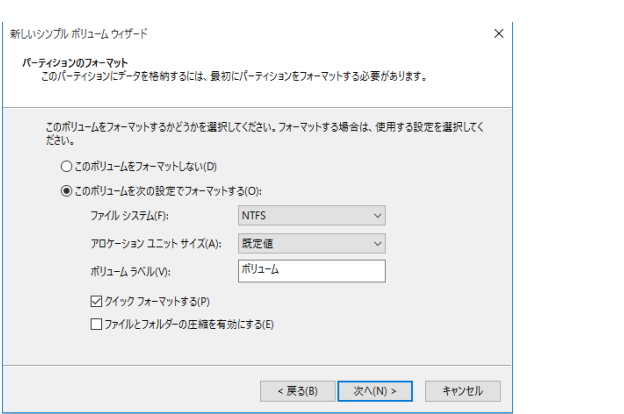 新しいシンプル ボリューム ウィザード
パーティションのフォーマット
このパーティションにデータを格納するには、最初にパーティションをフォーマットする必要があります。
このボリュームをフォーマットするかどうかを選択してください。フォーマットする場合は、使用する設定を選択してく
ださい。
このボリュームをフォーマットしない(D)
このボリュームを次の設定でフォーマットする(O):
ファイル システム(F): NTFS
アロケーション ユニット サイズ(A): 既定値
ボリューム ラベル(V): ボリューム
クイック フォーマットする(P)
ファイルとフォルダーの圧縮を有効にする(E)
< 戻る(B) 次へ(N) > キャンセル